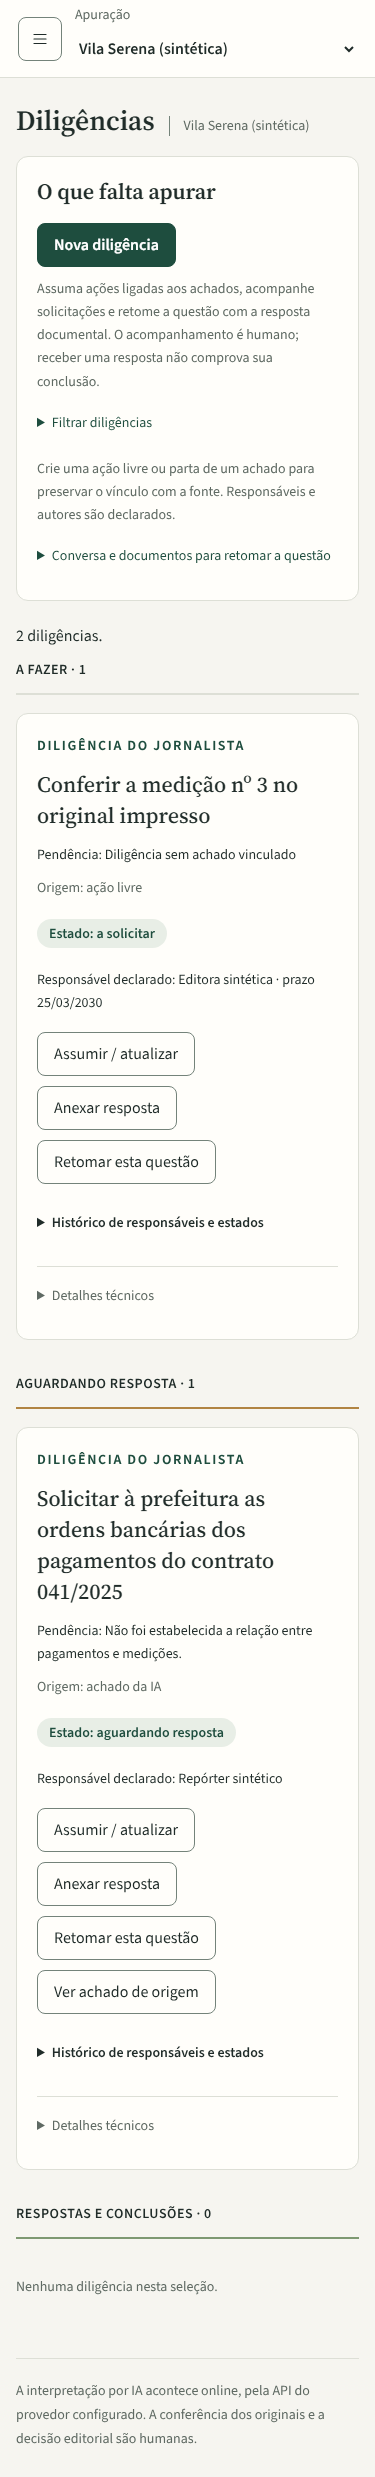 Apuração
Vila Serena (sintética)
Diligências
Vila Serena (sintética)
O que falta apurar
Nova diligência
Assuma ações ligadas aos achados, acompanhe
solicitações e retome a questão com a resposta
documental. O acompanhamento é humano;
receber uma resposta não comprova sua
conclusão.
Filtrar diligências
Crie uma ação livre ou parta de um achado para
preservar o vínculo com a fonte. Responsáveis e
autores são declarados.
Conversa e documentos para retomar a questão
2 diligências.
A FAZER · 1
DILIGÊNCIA DO JORNALISTA
Conferir a medição nº 3 no
original impresso
Pendência: Diligência sem achado vinculado
Origem: ação livre
Estado: a solicitar
Responsável declarado: Editora sintética · prazo
25/03/2030
Assumir / atualizar
Anexar resposta
Retomar esta questão
Histórico de responsáveis e estados
Detalhes técnicos
AGUARDANDO RESPOSTA · 1
DILIGÊNCIA DO JORNALISTA
Solicitar à prefeitura as
ordens bancárias dos
pagamentos do contrato
041/2025
Pendência: Não foi estabelecida a relação entre
pagamentos e medições.
Origem: achado da IA
Estado: aguardando resposta
Responsável declarado: Repórter sintético
Assumir / atualizar
Anexar resposta
Retomar esta questão
Ver achado de origem
Histórico de responsáveis e estados
Detalhes técnicos
RESPOSTAS E CONCLUSÕES · 0
Nenhuma diligência nesta seleção.
A interpretação por IA acontece online, pela API do
provedor configurado. A conferência dos originais e a
decisão editorial são humanas.